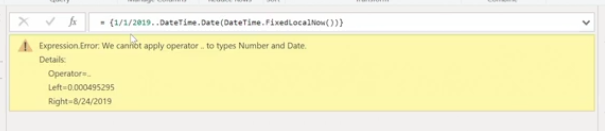 = {1/1/2019..DateTime.Date(DateTime.FixedLocalNow())}
Expression.Error: We cannot apply operator .. to types Number and Date.
Details:
Operator=..
Left=0.000495295
Right=8/24/2019